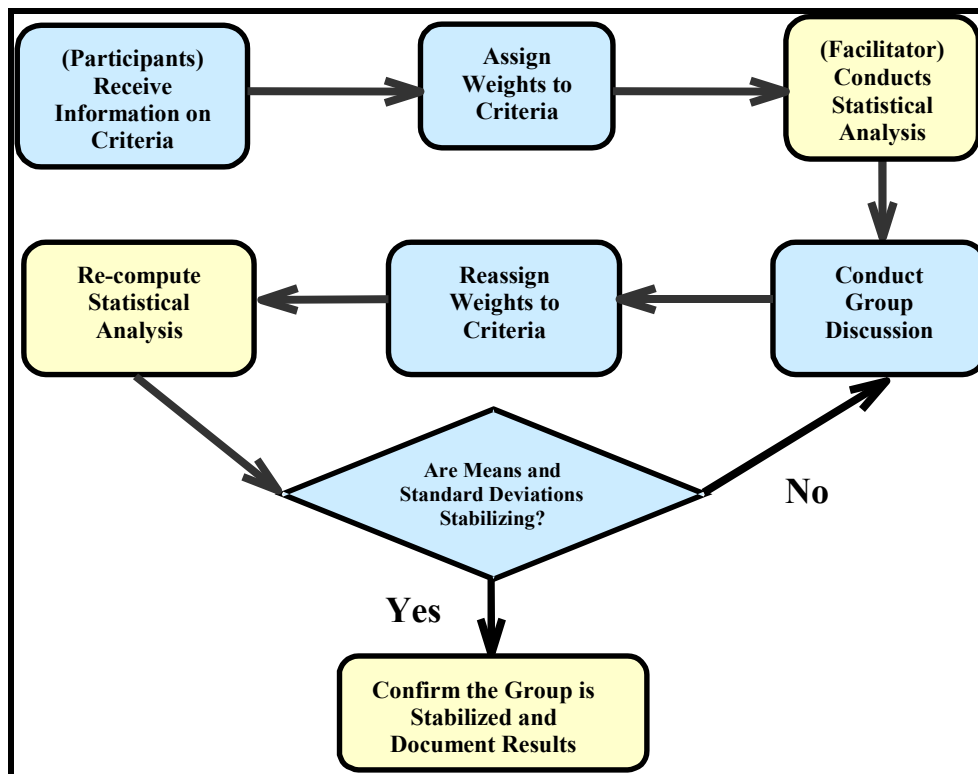 (Participants)
Receive
Information on
Criteria
Assign
Weights to
Criteria
(Facilitator)
Conducts
Statistical
Analysis
Re-compute
Statistical
Analysis
Reassign
Weights to
Criteria
Conduct
Group
Discussion
Are Means and
Standard Deviations
Stabilizing?
No
Yes
Confirm the Group is
Stabilized and
Document Results